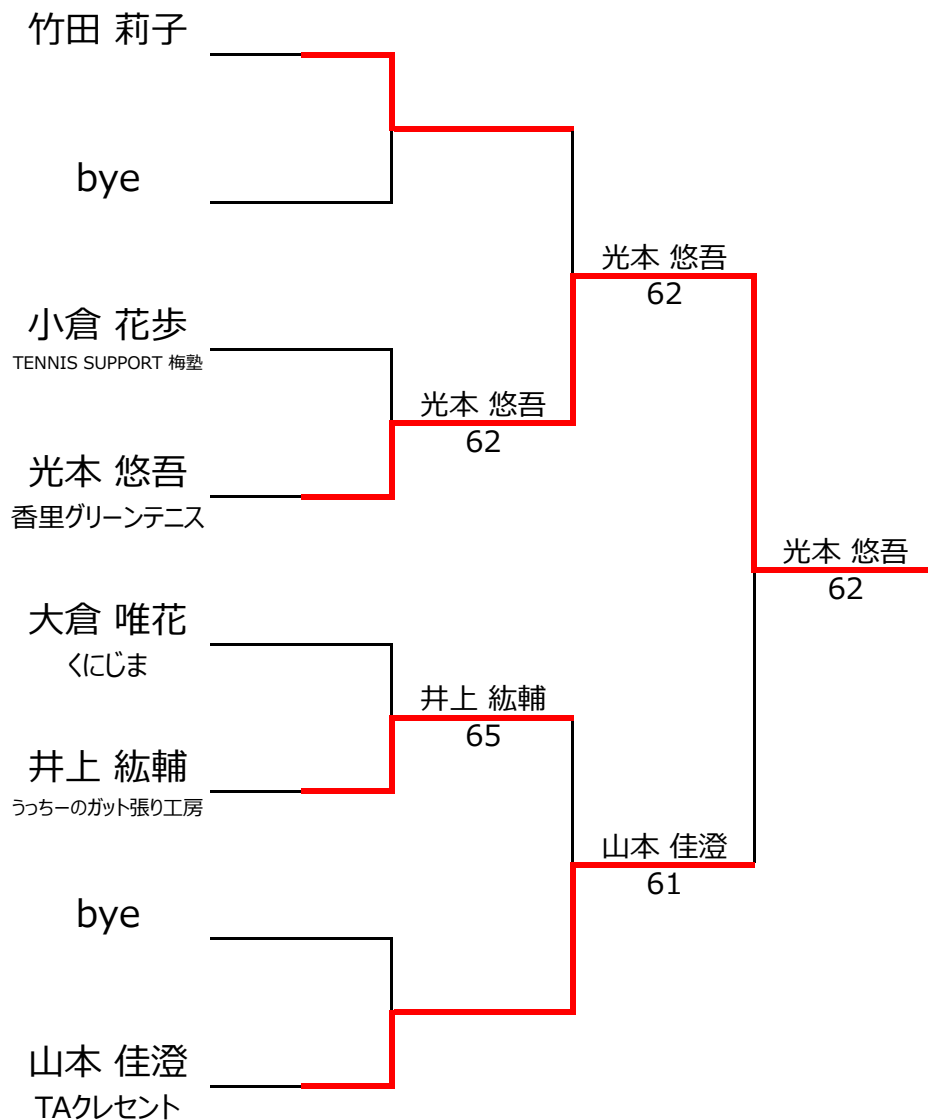 竹田 莉子
bye
小倉 花歩
TENNIS SUPPORT 梅塾
光本 悠吾
香里グリーンテニス
大倉 唯花
くにじま
井上 紘輔
うっちーのガット張り工房
bye
山本 佳澄
TAクレセント
光本 悠吾
62
井上 紘輔
65
光本 悠吾
62
山本 佳澄
61
光本 悠吾
62